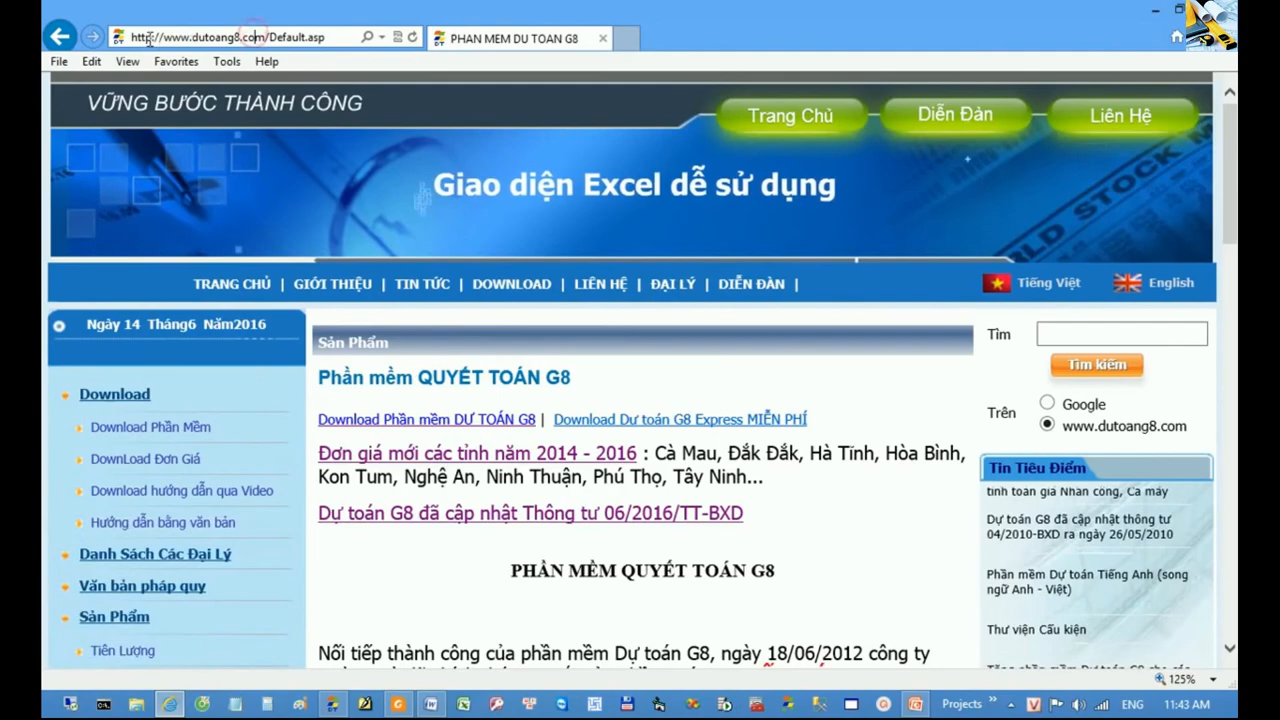 http://www.dutoang8.com/Default.asp
PHAN MEM DU TOAN G8
File Edit View Favorites Tools Help
VỮNG BƯỚC THÀNH CÔNG
Trang Chủ Diễn Đàn Liên Hệ
Giao diện Excel dễ sử dụng
TRANG CHỦ | GIỚI THIỆU | TIN TỨC | DOWNLOAD | LIÊN HỆ | ĐẠI LÝ | DIỄN ĐÀN |
Tiếng Việt English
Ngày 14 Tháng6 Năm2016
Download
Download Phần Mềm
DownLoad Đơn Giá
Download hướng dẫn qua Video
Hướng dẫn bằng văn bản
Danh Sách Các Đại Lý
Văn bản pháp quy
Sản Phẩm
Tiên Lượng
Sản Phẩm
Phần mềm QUYẾT TOÁN G8
Download Phần mềm DỰ TOÁN G8 | Download Dự toán G8 Express MIỄN PHÍ
Đơn giá mới các tỉnh năm 2014 - 2016 : Cà Mau, Đắk Đắk, Hà Tĩnh, Hòa Bình,
Kon Tum, Nghệ An, Ninh Thuận, Phú Thọ, Tây Ninh...
Dự toán G8 đã cập nhật Thông tư 06/2016/TT-BXD
PHẦN MỀM QUYẾT TOÁN G8
Nối tiếp thành công của phần mềm Dự toán G8, ngày 18/06/2012 công ty
Tìm
Tìm kiếm
Trên
Google
www.dutoang8.com
Tin Tiêu Điểm
tính toán giá Nhân công, Ca máy
Dự toán G8 đã cập nhật thông tư
04/2010-BXD ra ngày 26/05/2010
Phần mềm Dự toán Tiếng Anh (song
ngữ Anh - Việt)
Thư viện Cấu kiện
125%
Projects
ENG
11:43 AM